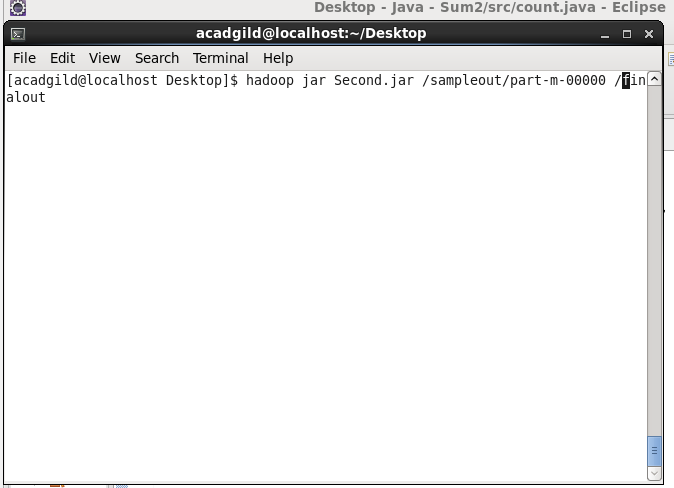 Desktop - Java - Sum2/src/count.java - Eclipse
acadgild@localhost:~/Desktop
File Edit View Search Terminal Help
[acadgild@localhost Desktop]$ hadoop jar Second.jar /sampleout/part-m-00000 /fin
alout